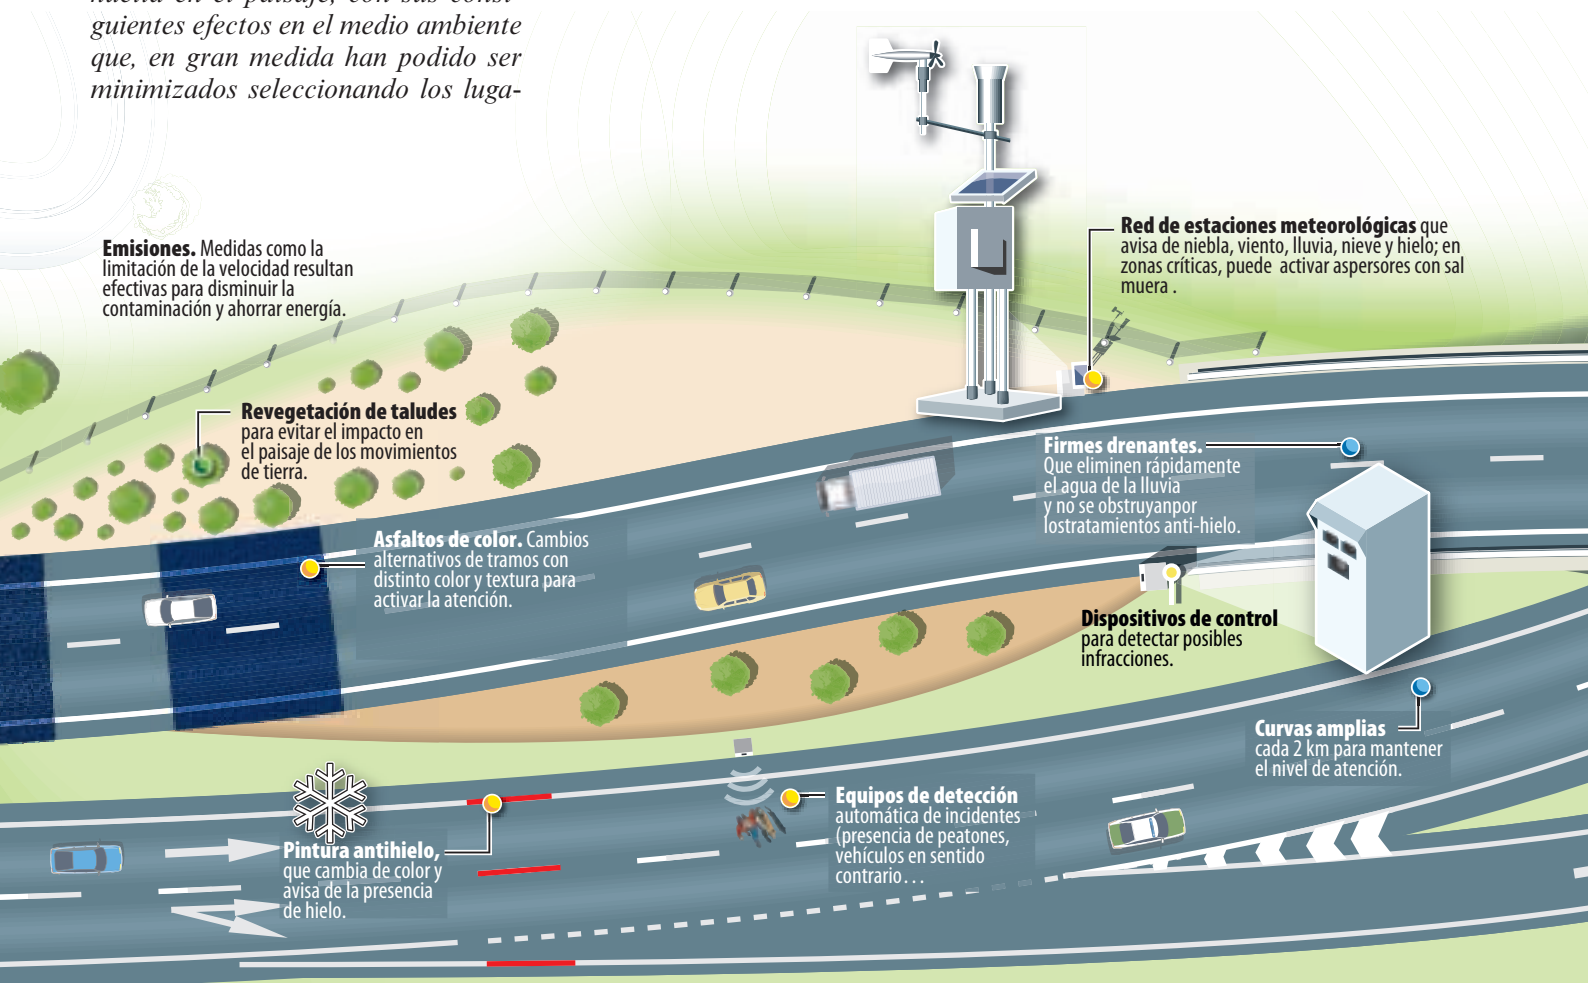 huella en el paisaje, con sus consi-
guientes efectos en el medio ambiente
que, en gran medida han podido ser
minimizados seleccionando los luga-
Emisiones. Medidas como la
limitación de la velocidad resultan
efectivas para disminuir la
contaminación y ahorrar energía.
Red de estaciones meteorológicas que
avisa de niebla, viento, lluvia, nieve y hielo; en
zonas críticas, puede activar aspersores con sal
muera .
Revegetación de taludes
para evitar el impacto en
el paisaje de los movimientos
de tierra.
Firmes drenantes.
Que eliminen rápidamente
el agua de la lluvia
y no se obstruyanpor
lostratamientos anti-hielo.
Asfaltos de color. Cambios
alternativos de tramos con
distinto color y textura para
activar la atención.
Dispositivos de control
para detectar posibles
infracciones.
Curvas amplias
cada 2 km para mantener
el nivel de atención.
Equipos de detección
automática de incidentes
(presencia de peatones,
vehículos en sentido
contrario…
Pintura antihielo,
que cambia de color y
avisa de la presencia
de hielo.